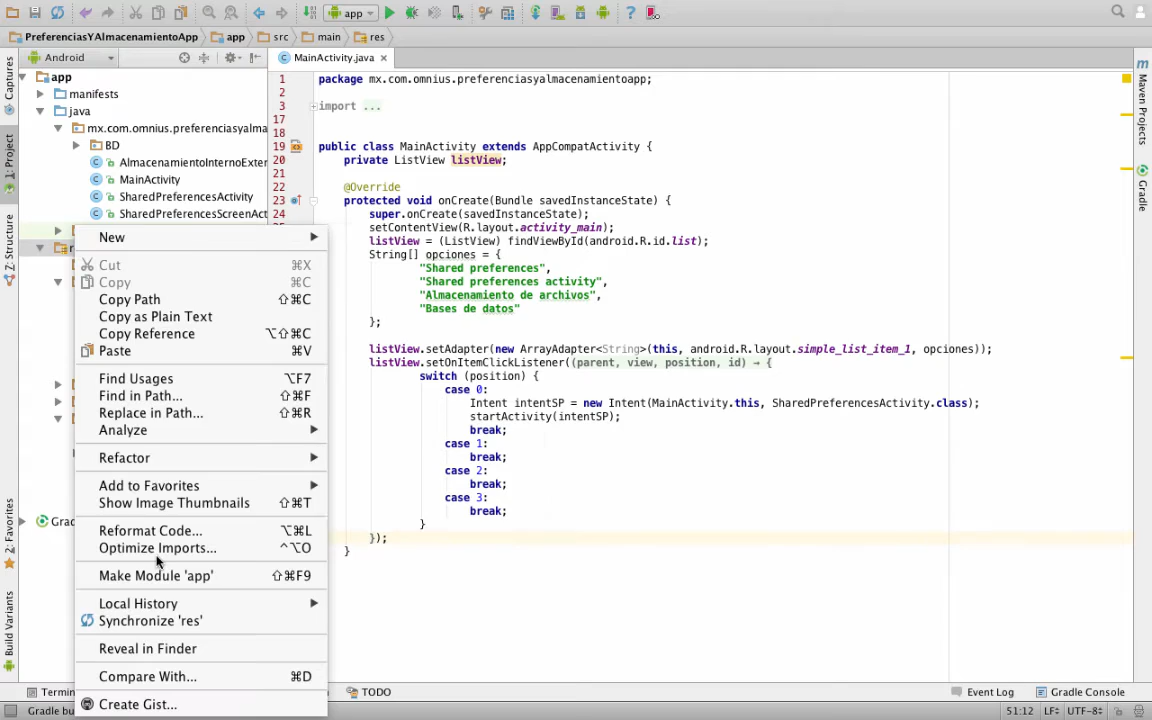 app
PreferenciasYAlmacenamientoApp
app
src
main
res
Android
MainActivity.java
Captures
1: Project
Z: Structure
2: Favorites
Build Variants
app
manifests
java
mx.com.omnius.preferenciasyalma
BD
AlmacenamientoInternoExter
MainActivity
SharedPreferencesActivity
SharedPreferencesScreenAct
Grad
New
Cut ⌘X
Copy ⌘C
Copy Path ⇧⌘C
Copy as Plain Text
Copy Reference ⌥⇧⌘C
Paste ⌘V
Find Usages ⌥F7
Find in Path... ⇧⌘F
Replace in Path... ⇧⌘R
Analyze
Refactor
Add to Favorites
Show Image Thumbnails ⇧⌘T
Reformat Code... ⌥⌘L
Optimize Imports... ^⌥O
Make Module 'app' ⇧⌘F9
Local History
Synchronize 'res'
Reveal in Finder
Compare With... ⌘D
Create Gist...
1 package mx.com.omnius.preferenciasyalmacenamientoapp;
2
3 import ...
17
18
19 public class MainActivity extends AppCompatActivity {
20 private ListView listView;
21
22 @Override
23 protected void onCreate(Bundle savedInstanceState) {
24 super.onCreate(savedInstanceState);
setContentView(R.layout.activity_main);
listView = (ListView) findViewById(android.R.id.list);
String[] opciones = {
"Shared preferences",
"Shared preferences activity",
"Almacenamiento de archivos",
"Bases de datos"
};
listView.setAdapter(new ArrayAdapter<String>(this, android.R.layout.simple_list_item_1, opciones));
listView.setOnItemClickListener((parent, view, position, id) → {
switch (position) {
case 0:
Intent intentSP = new Intent(MainActivity.this, SharedPreferencesActivity.class);
startActivity(intentSP);
break;
case 1:
break;
case 2:
break;
case 3:
break;
}
});
}
Maven Projects
Gradle
Termin
TODO
Event Log
Gradle Console
Gradle bu
51:12
LF÷
UTF-8÷